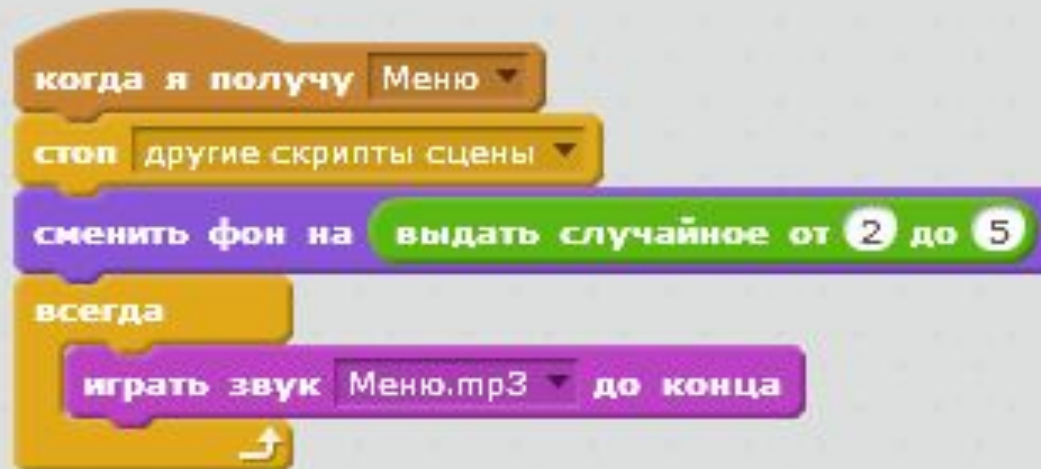 когда я получу Меню
стоп другие скрипты сцены
сменить фон на выдать случайное от 2 до 5
всегда
играть звук Меню.mp3 до конца